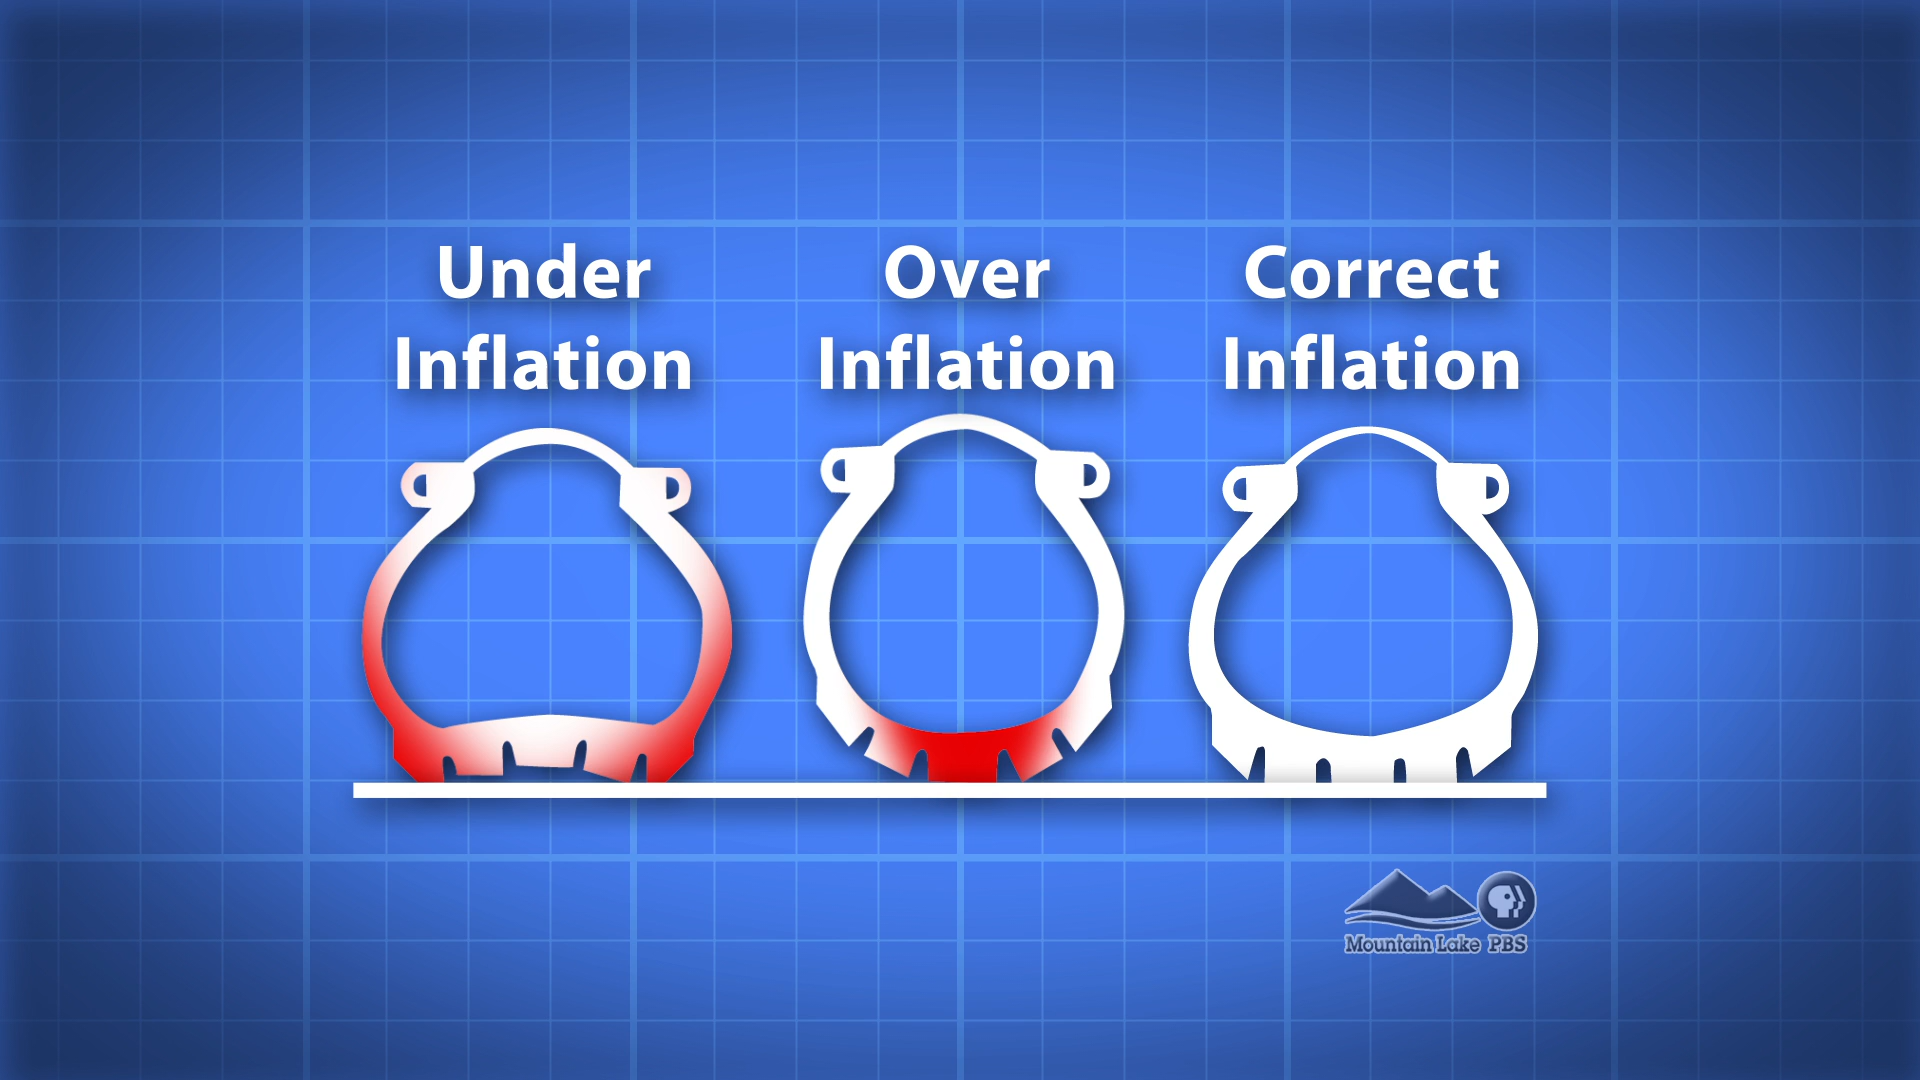 Under
Inflation
Over
Inflation
Correct
Inflation
Mountain Lake PBS